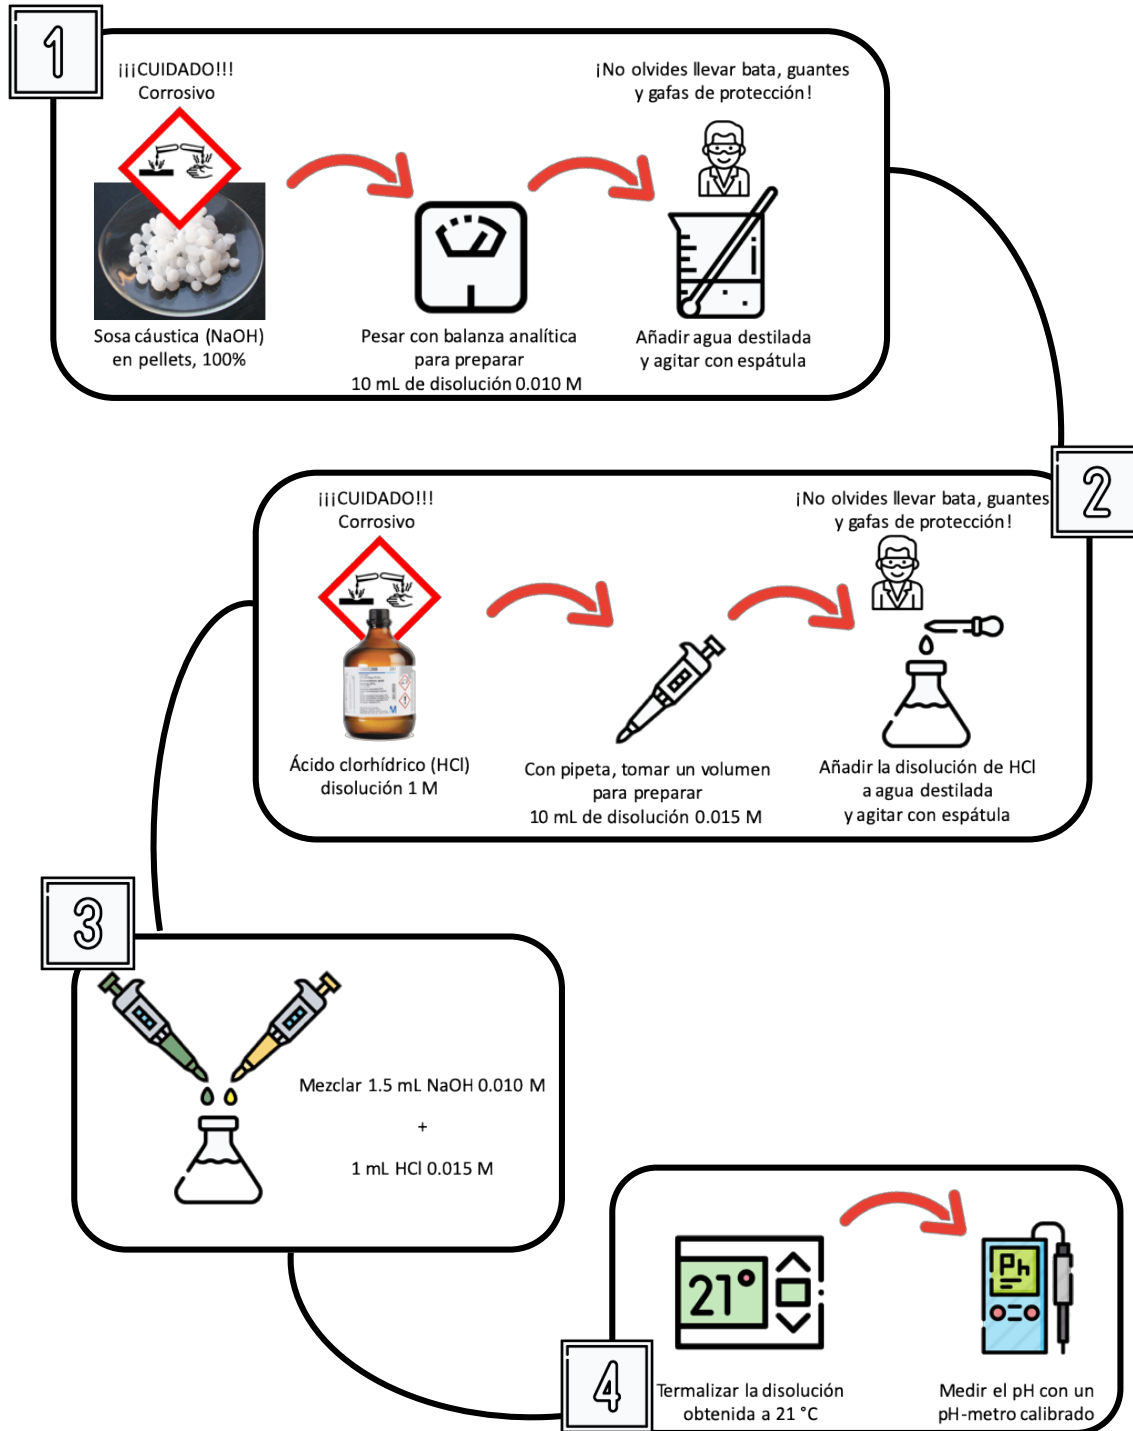 1
¡¡¡CUIDADO!!!
Corrosivo
¡No olvides llevar bata, guantes
y gafas de protección!
Sosa cáustica (NaOH)
en pellets, 100%
Pesar con balanza analítica
para preparar
10 mL de disolución 0.010 M
Añadir agua destilada
y agitar con espátula
2
¡¡¡CUIDADO!!!
Corrosivo
¡No olvides llevar bata, guantes
y gafas de protección!
Ácido clorhídrico (HCl)
disolución 1 M
Con pipeta, tomar un volumen
para preparar
10 mL de disolución 0.015 M
Añadir la disolución de HCl
a agua destilada
y agitar con espátula
3
Mezclar 1.5 mL NaOH 0.010 M
+
1 mL HCl 0.015 M
4
21°
Ph
Termalizar la disolución
obtenida a 21 °C
Medir el pH con un
pH-metro calibrado